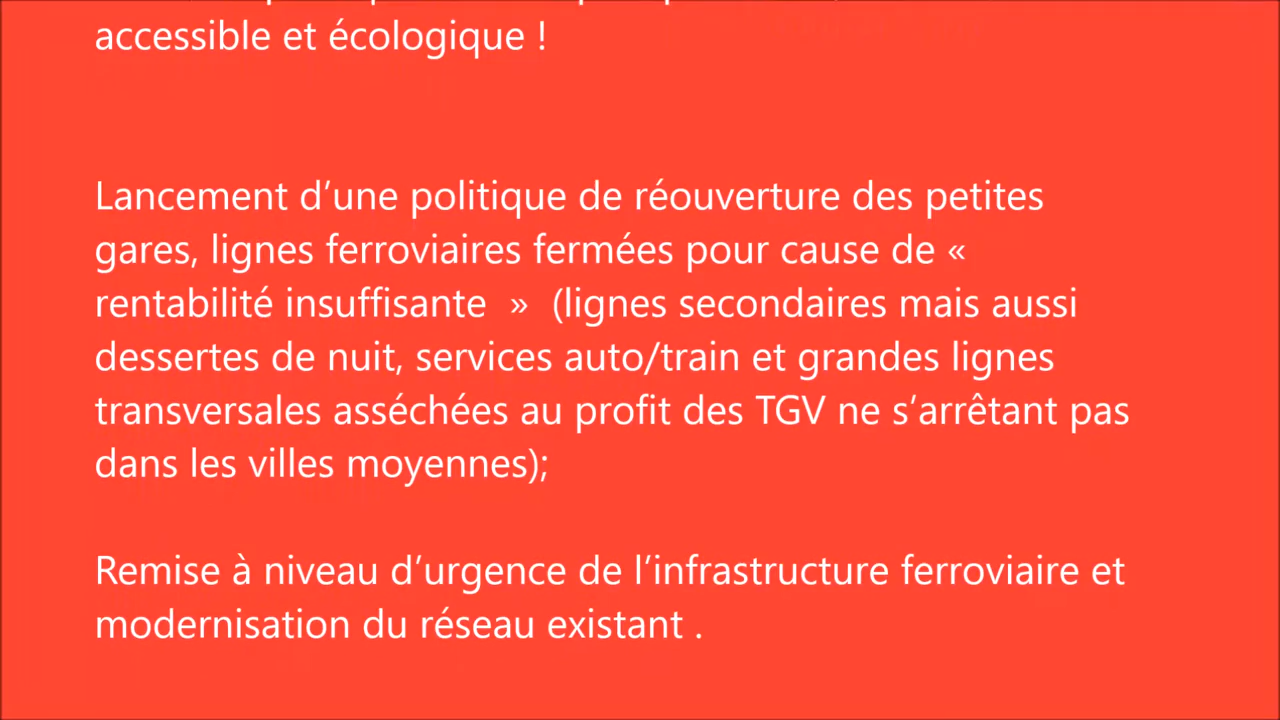 accessible et écologique !
Lancement d’une politique de réouverture des petites
gares, lignes ferroviaires fermées pour cause de «
rentabilité insuffisante  »  (lignes secondaires mais aussi
dessertes de nuit, services auto/train et grandes lignes
transversales asséchées au profit des TGV ne s’arrêtant pas
dans les villes moyennes);
Remise à niveau d’urgence de l’infrastructure ferroviaire et
modernisation du réseau existant .